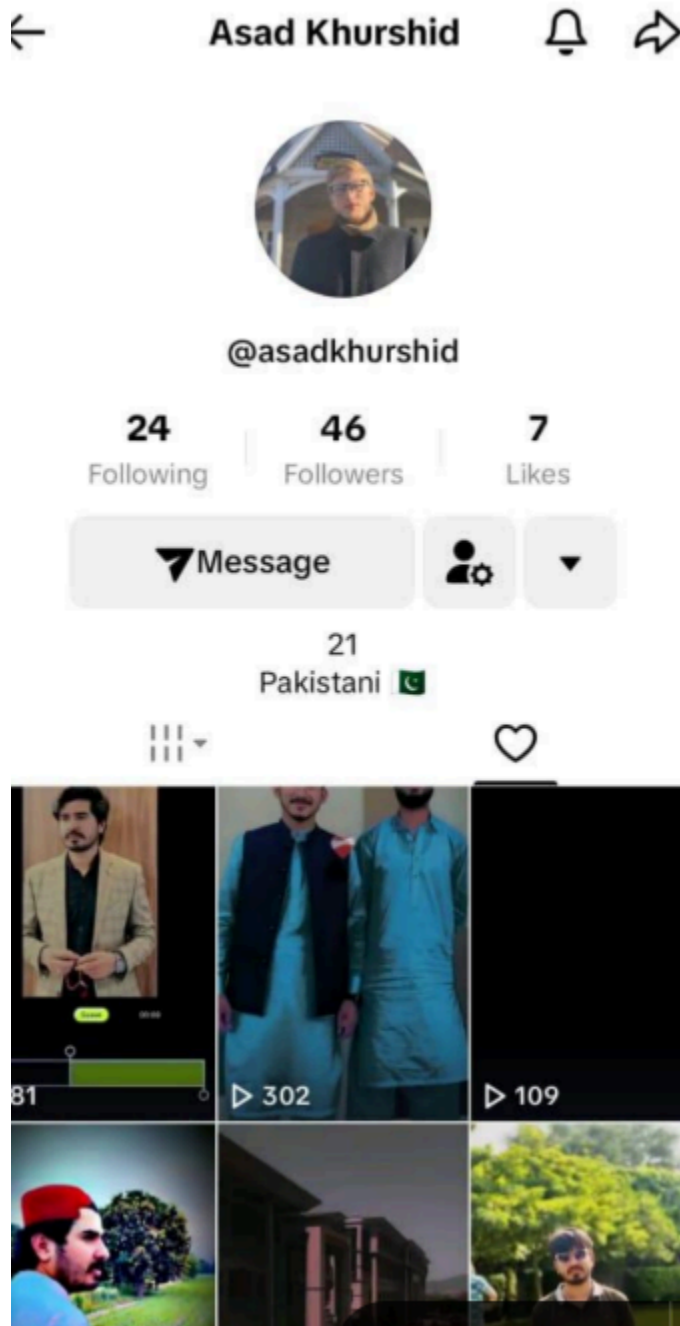 Asad Khurshid
@asadkhurshid
24 46 7
Following Followers Likes
Message
21
Pakistani
81 302 109